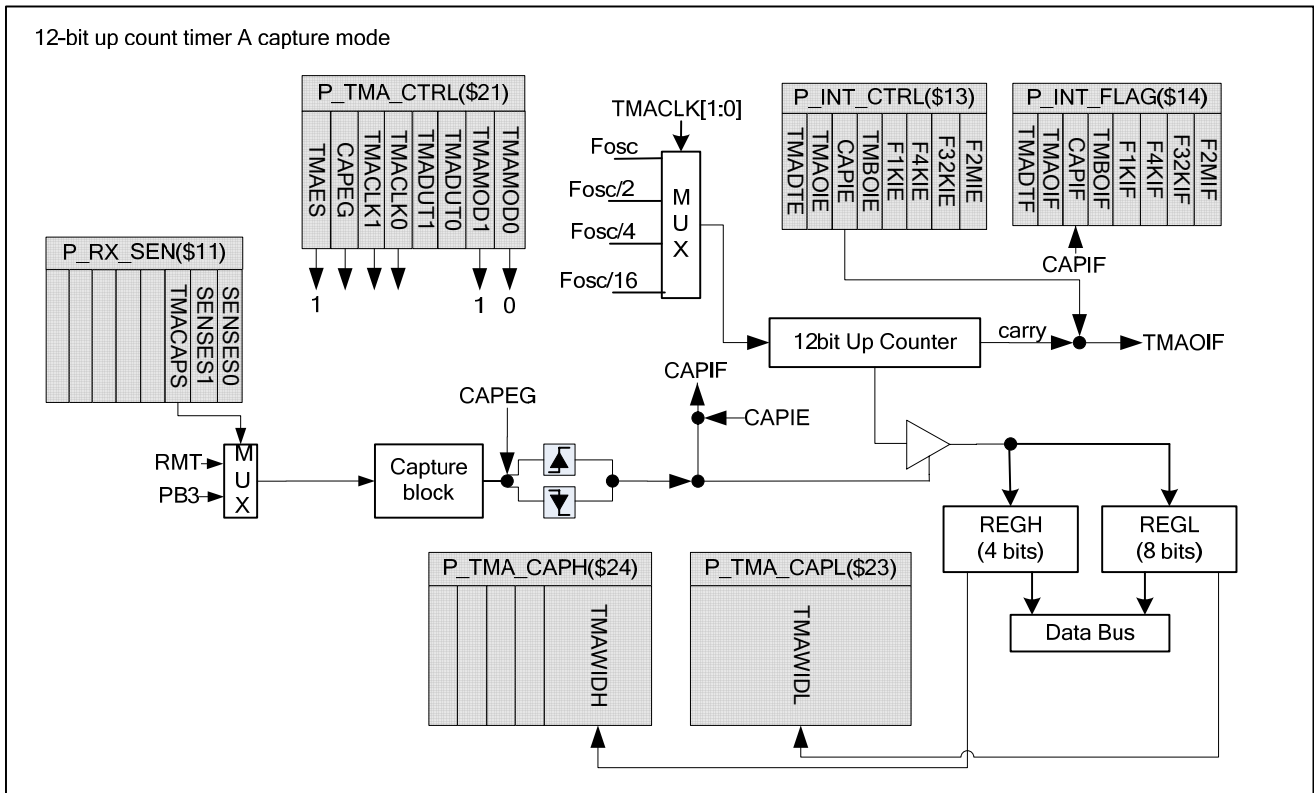 12-bit up count timer A capture mode
P_TMA_CTRL($21)
TMAES
CAPEG
TMACLK1
TMACLK0
TMADUT1
TMADUT0
TMAMOD1
TMAMOD0
1
1
0
TMACLK[1:0]
Fosc
Fosc/2
Fosc/4
Fosc/16
MUX
P_INT_CTRL($13)
TMADTE
TMAOIE
CAPIE
TMBOIE
F1KIE
F4KIE
F32KIE
F2MIE
P_INT_FLAG($14)
TMADTF
TMAOIF
CAPIF
TMBOIF
F1KIF
F4KIF
F32KIF
F2MIF
CAPIF
P_RX_SEN($11)
TMACAPS
SENSES1
SENSES0
12bit Up Counter
carry
TMAOIF
CAPIF
CAPIE
CAPEG
RMT
PB3
MUX
Capture
block
REGH
(4 bits)
REGL
(8 bits)
Data Bus
P_TMA_CAPH($24)
TMAWIDH
P_TMA_CAPL($23)
TMAWIDL